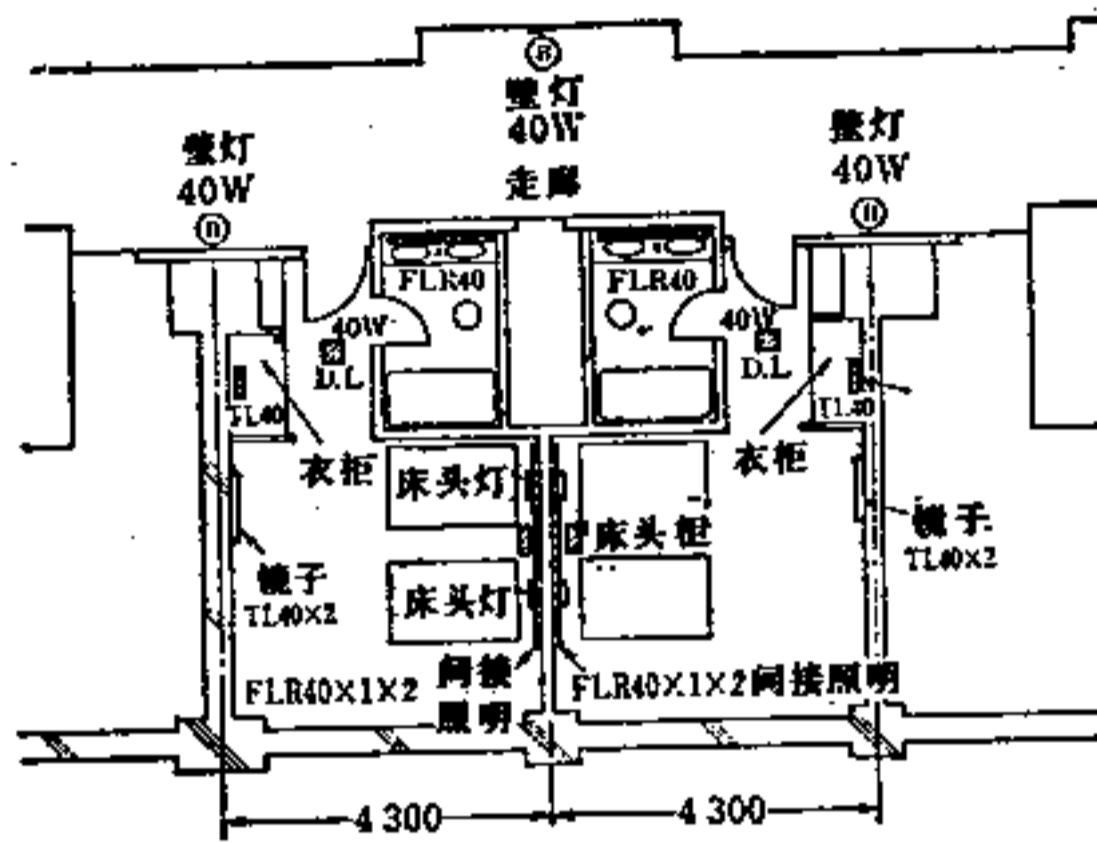 壁灯
40W
壁灯
40W
壁灯
40W
走廊
FLR40
FLR40
40W
40W
D.L
D.L
TL40
TL40
衣柜
衣柜
床头灯
床头柜
镜子
TL40×2
镜子
TL40×2
床头灯
间接
照明
FLR40×1×2
FLR40×1×2间接照明
4 300
4 300